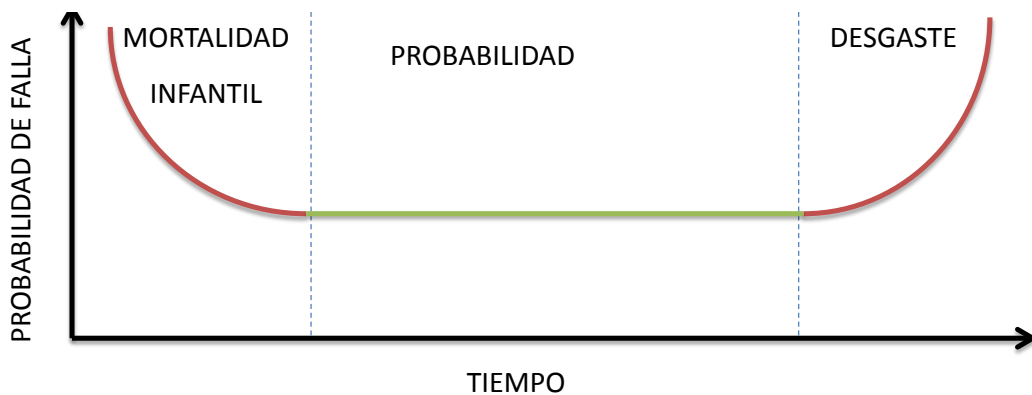 MORTALIDAD
INFANTIL
PROBABILIDAD
DESGASTE
PROBABILIDAD DE FALLA
TIEMPO